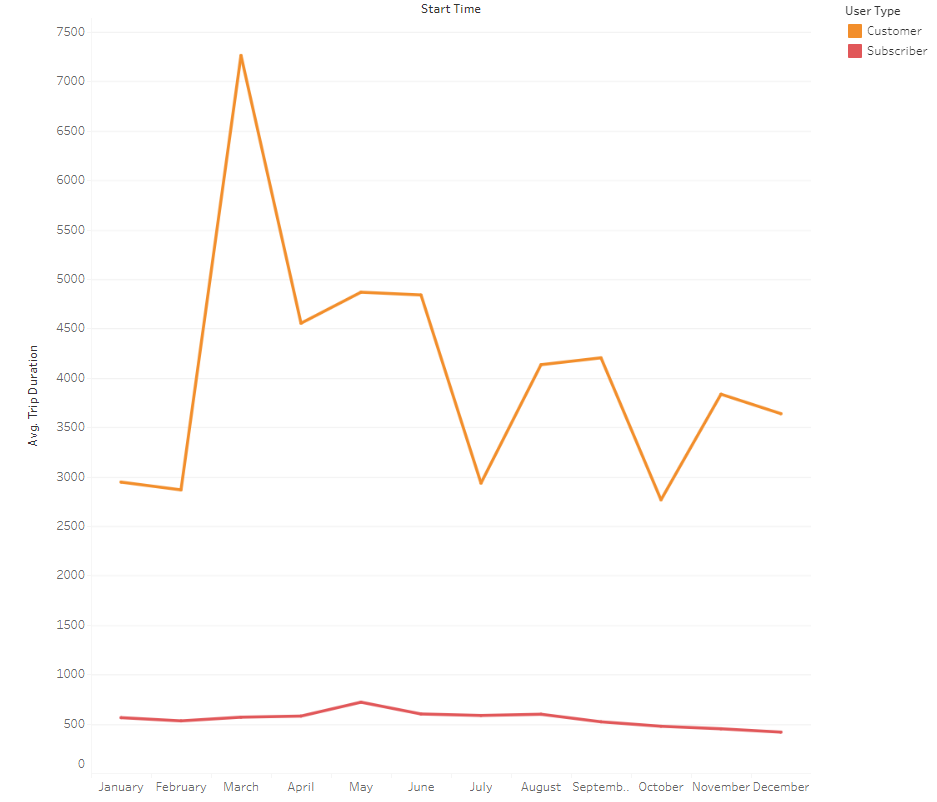 Start Time
User Type
Customer
Subscriber
Avg. Trip Duration
7500
7000
6500
6000
5500
5000
4500
4000
3500
3000
2500
2000
1500
1000
500
0
January February March April May June July August Septemb.. October November December